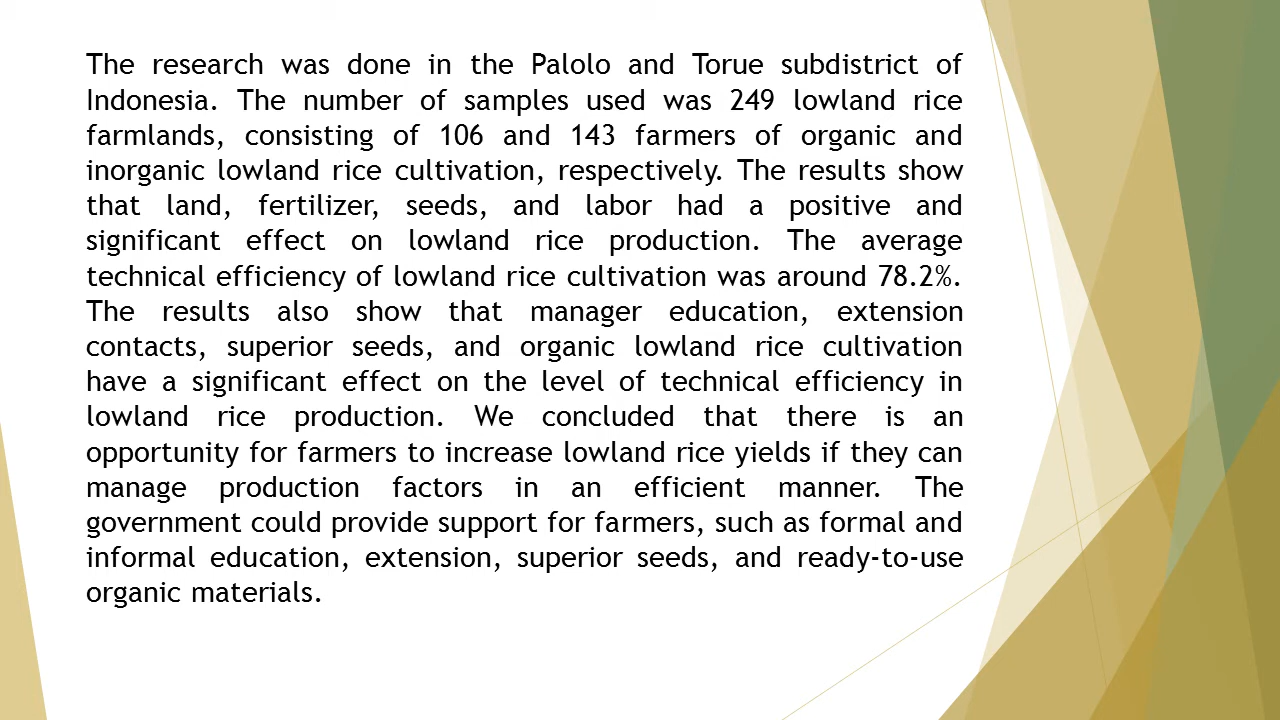 The research was done in the Palolo and Torue subdistrict of
Indonesia. The number of samples used was 249 lowland rice
farmlands, consisting of 106 and 143 farmers of organic and
inorganic lowland rice cultivation, respectively. The results show
that land, fertilizer, seeds, and labor had a positive and
significant effect on lowland rice production. The average
technical efficiency of lowland rice cultivation was around 78.2%.
The results also show that manager education, extension
contacts, superior seeds, and organic lowland rice cultivation
have a significant effect on the level of technical efficiency in
lowland rice production. We concluded that there is an
opportunity for farmers to increase lowland rice yields if they can
manage production factors in an efficient manner. The
government could provide support for farmers, such as formal and
informal education, extension, superior seeds, and ready-to-use
organic materials.